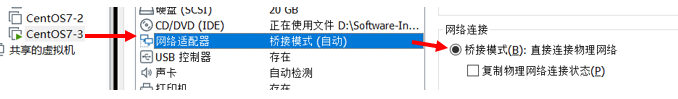 CentOS7-2
CentOS7-3
共享的虚拟机
硬盘 (SCSI) 20 GB
CD/DVD (IDE) 正在使用文件 D:\Software-In...
网络适配器 桥接模式 (自动)
USB 控制器 存在
声卡 自动检测
打印机 存在
网络连接
桥接模式(B): 直接连接物理网络
复制物理网络连接状态(P)